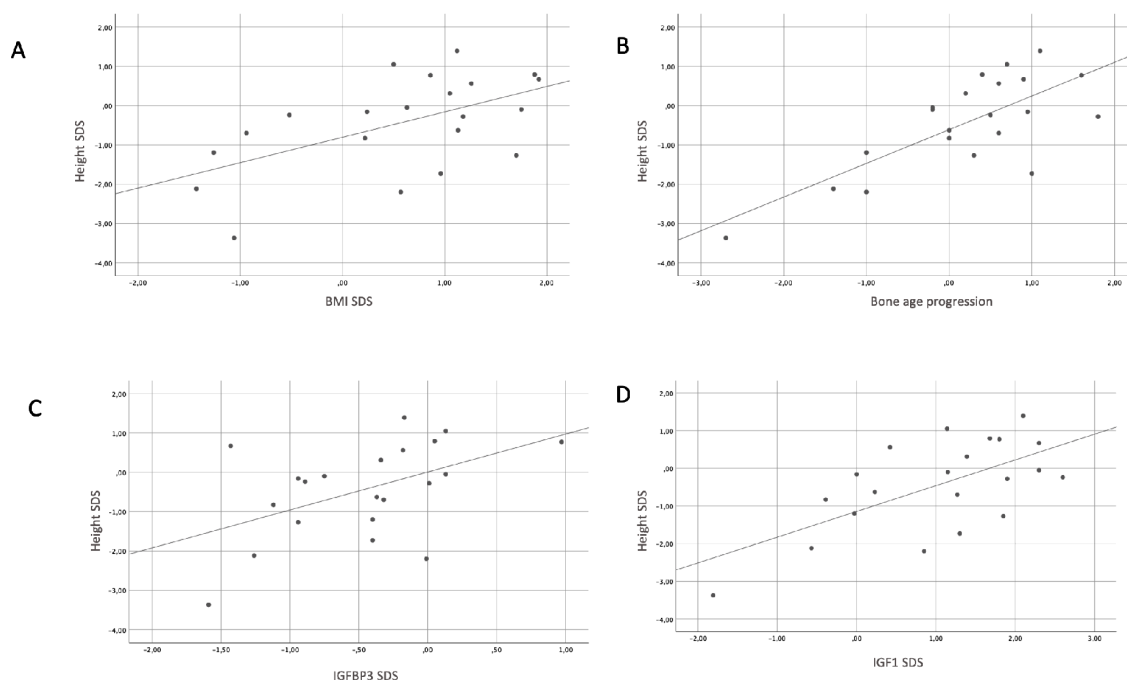 A
2,00
1,00
,00
-1,00
-2,00
-3,00
-4,00
Height SDS
-2,00 -1,00 ,00 1,00 2,00
BMI SDS
B
2,00
1,00
,00
-1,00
-2,00
-3,00
-4,00
Height SDS
-3,00 -2,00 -1,00 ,00 1,00 2,00
Bone age progression
C
2,00
1,00
,00
-1,00
-2,00
-3,00
-4,00
Height SDS
-2,00 -1,50 -1,00 -,50 ,00 ,50 1,00
IGFBP3 SDS
D
2,00
1,00
,00
-1,00
-2,00
-3,00
-4,00
Height SDS
-2,00 -1,00 ,00 1,00 2,00 3,00
IGF1 SDS